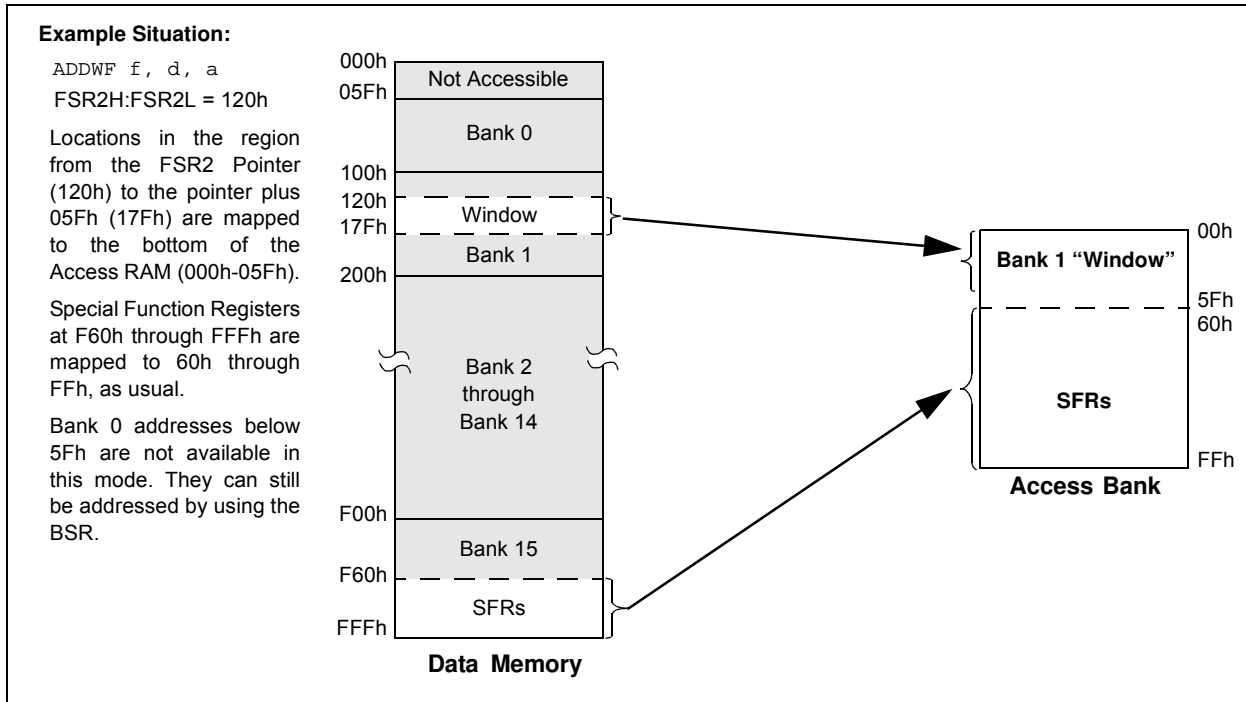 Example Situation:
ADDWF f, d, a
FSR2H:FSR2L = 120h
Locations in the region
from the FSR2 Pointer
(120h) to the pointer plus
05Fh (17Fh) are mapped
to the bottom of the
Access RAM (000h-05Fh).
Special Function Registers
at F60h through FFFh are
mapped to 60h through
FFh, as usual.
Bank 0 addresses below
5Fh are not available in
this mode. They can still
be addressed by using the
BSR.
000h
Not Accessible
05Fh
Bank 0
100h
120h
Window
17Fh
Bank 1
200h
Bank 2
through
Bank 14
F00h
Bank 15
F60h
SFRs
FFFh
Data Memory
00h
Bank 1 “Window”
5Fh
60h
SFRs
FFh
Access Bank